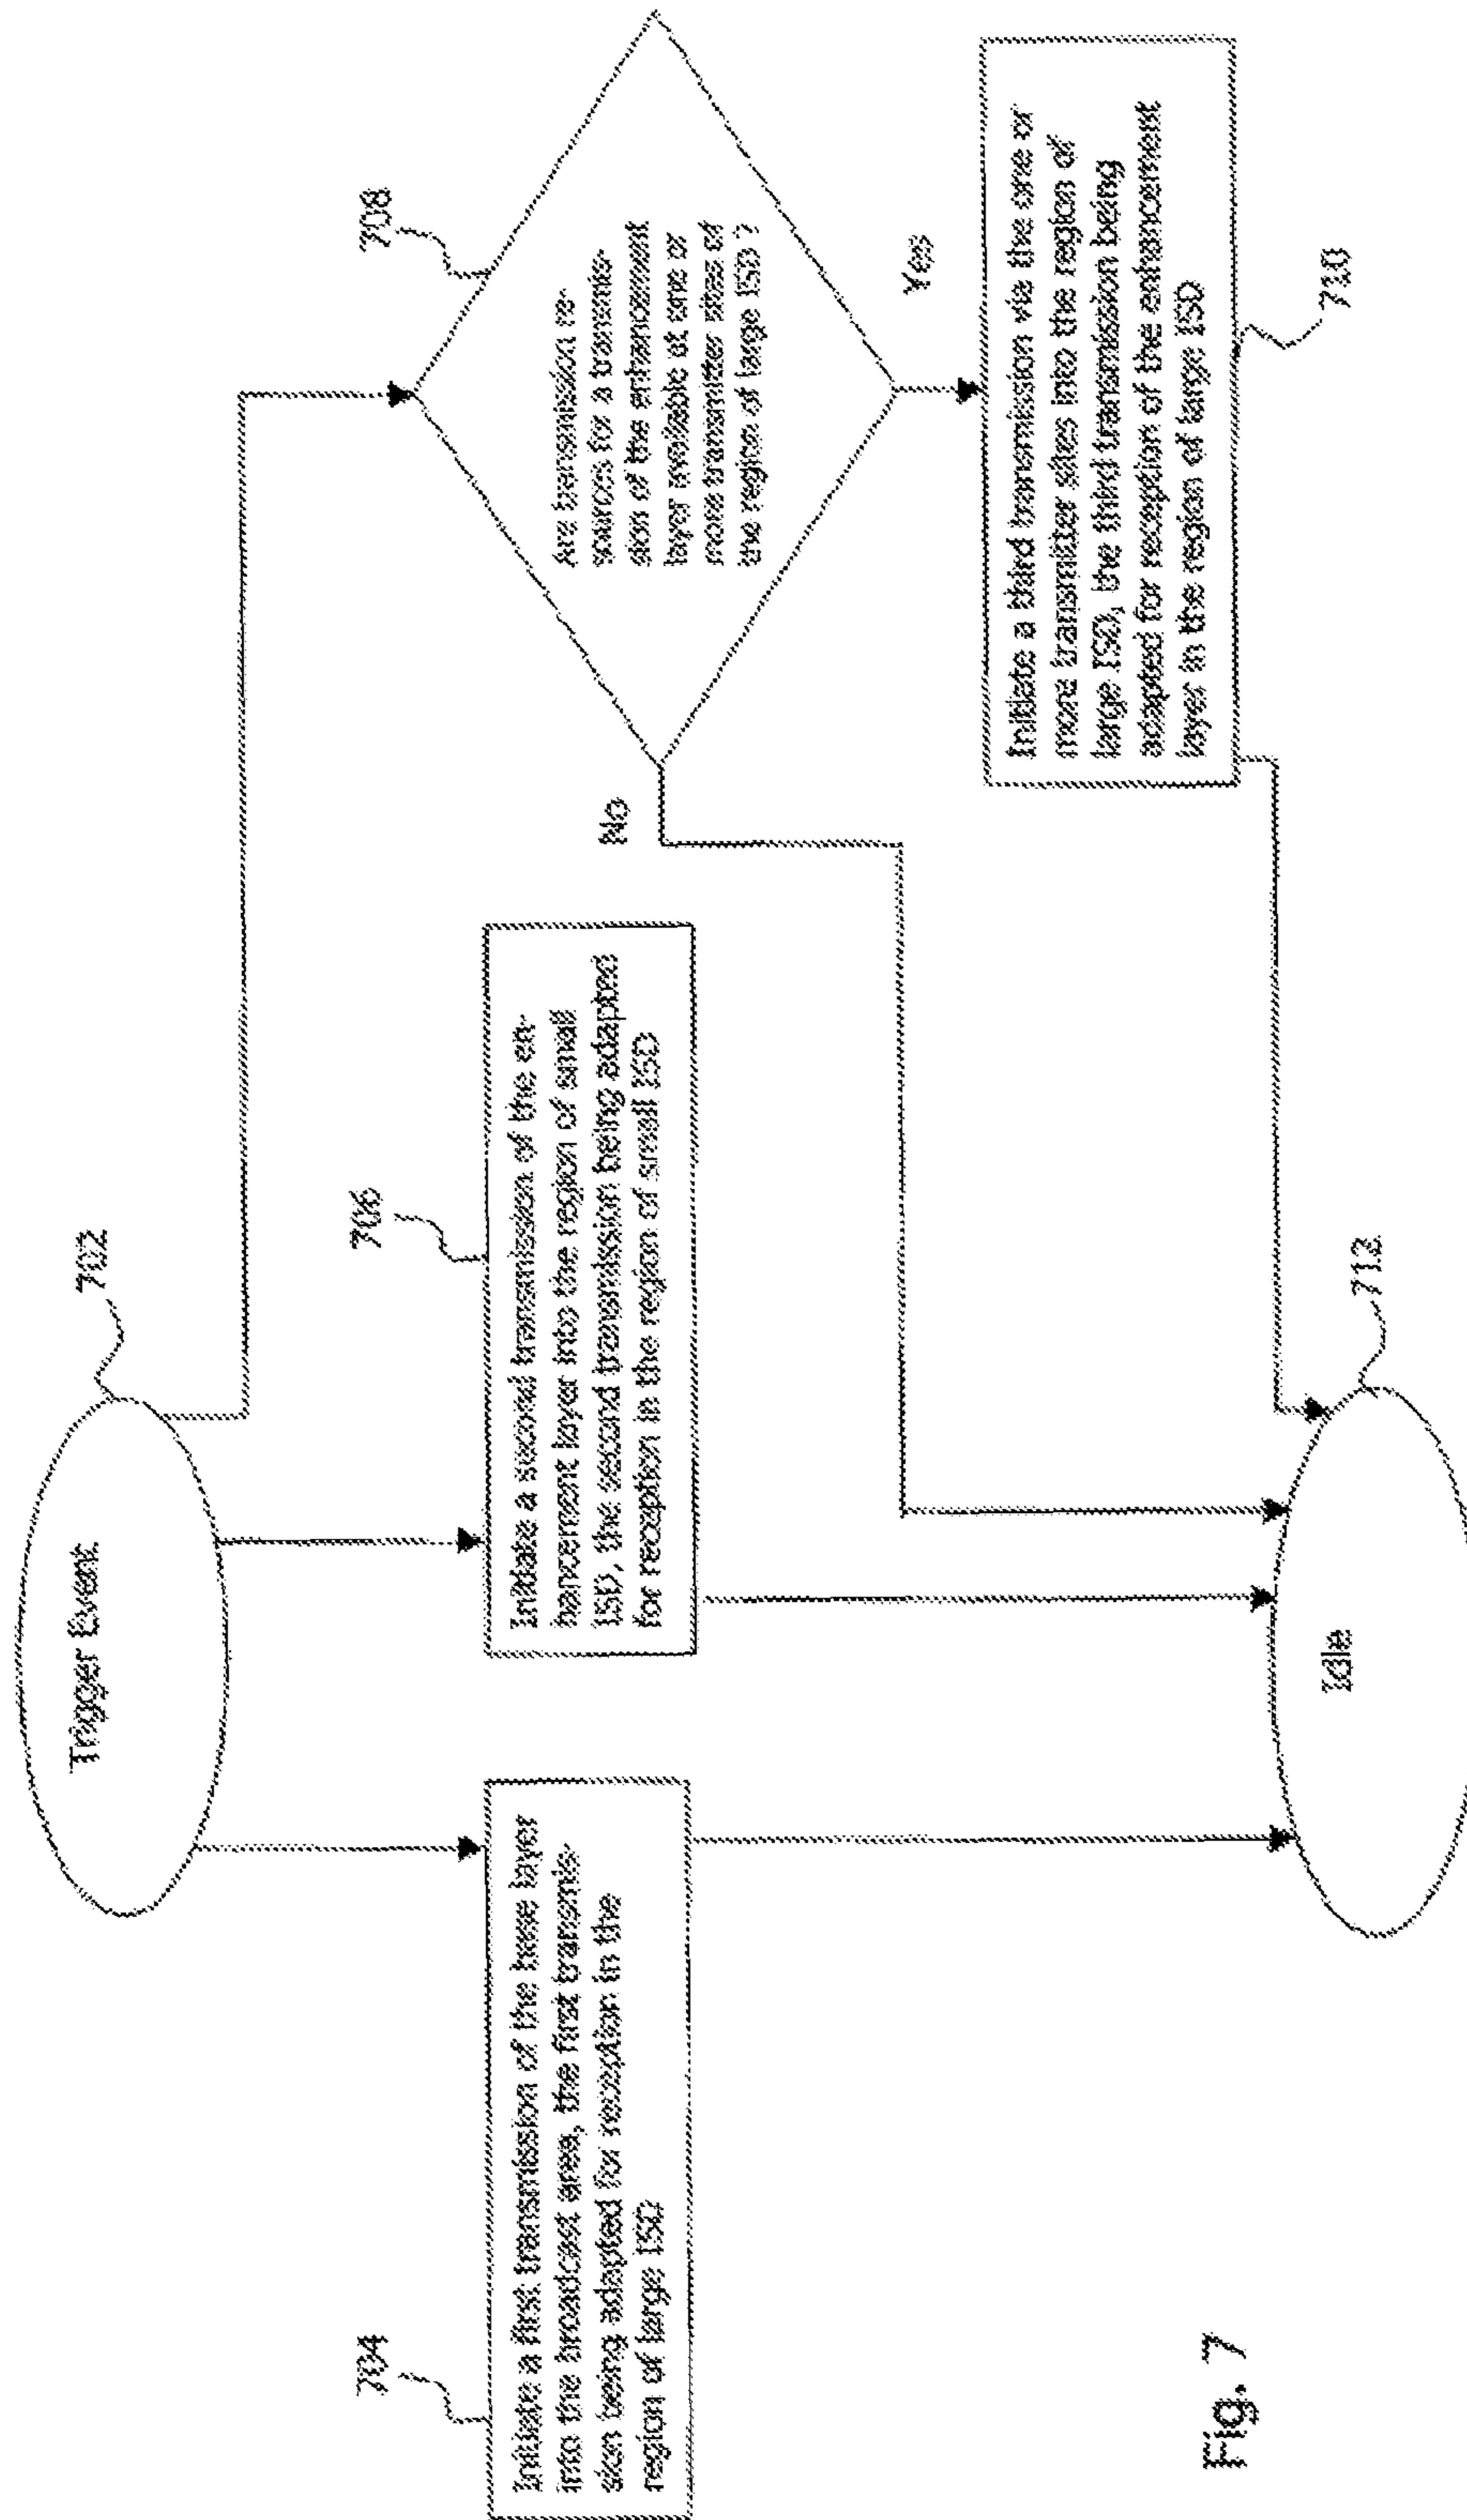 702
Trigger Event
704
Initiate a first transmission of the base layer
into the broadcast area, the first transmis-
sion being adapted for reception in the
region of large ISD
706
Initiate a second transmission of the en-
hancement layer into the region of small
ISD, the second transmission being adapted
for reception in the region of small ISD
708
Are transmission re-
sources for a transmis-
sion of the enhancement
layer available at one or
more transmitter sites of
the region of large ISD ?
No
Yes
Initiate a third transmission via the one or
more transmitter sites into the region of
large ISD, the third transmission being
adapted for reception of the enhancement
layer in the region of large ISD
710
712
Idle
Fig. 7